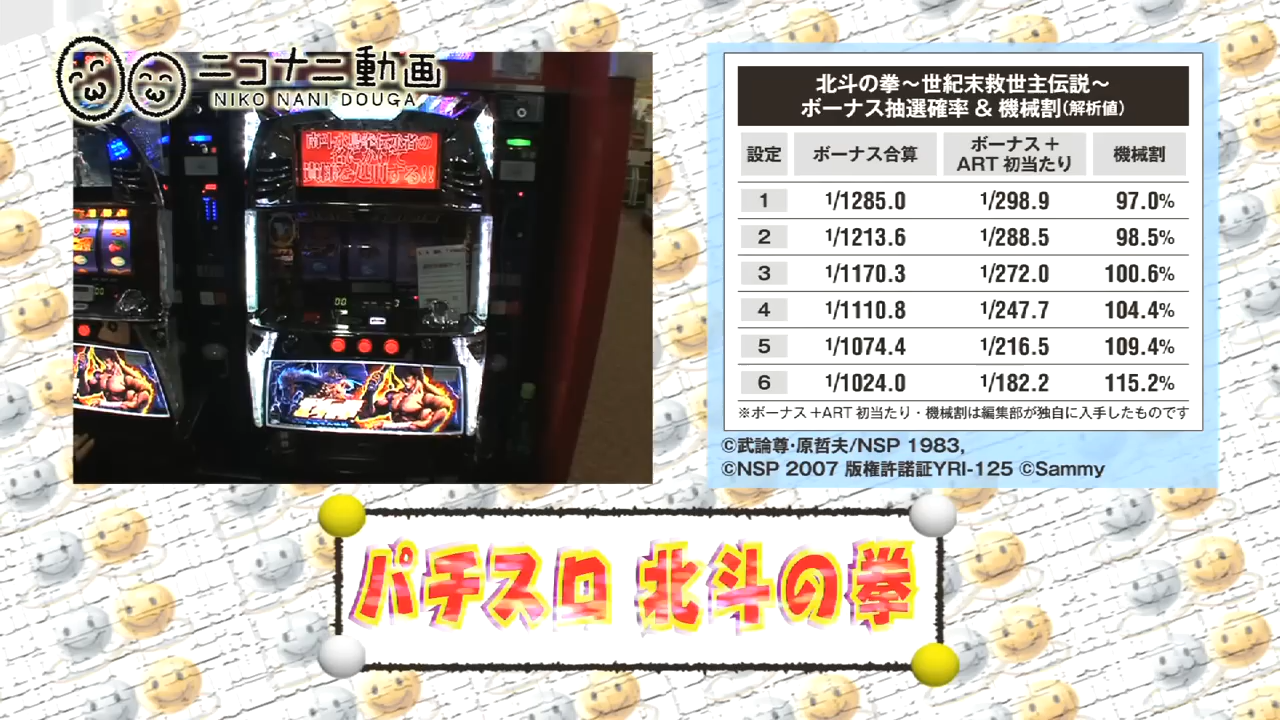 ニコナニ動画
NIKO NANI DOUGA
貴様を処刑する!!
北斗の拳～世紀末救世主伝説～
ボーナス抽選確率 & 機械割(解析値)
設定 ボーナス合算 ボーナス+ART 初当たり 機械割
1 1/1285.0 1/298.9 97.0%
2 1/1213.6 1/288.5 98.5%
3 1/1170.3 1/272.0 100.6%
4 1/1110.8 1/247.7 104.4%
5 1/1074.4 1/216.5 109.4%
6 1/1024.0 1/182.2 115.2%
※ボーナス+ART 初当たり・機械割は編集部が独自に入手したものです
©武論尊・原哲夫/NSP 1983,
©NSP 2007 版権許諾証YRI-125 ©Sammy
パチスロ 北斗の拳